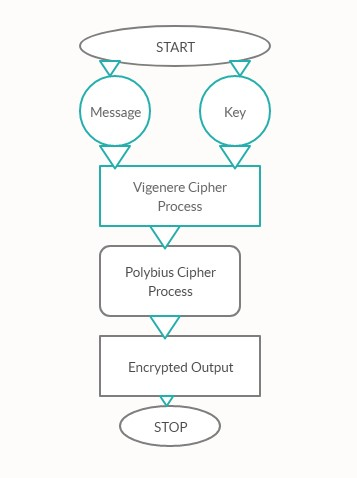 START
Message
Key
Vigenere Cipher
Process
Polybius Cipher
Process
Encrypted Output
STOP